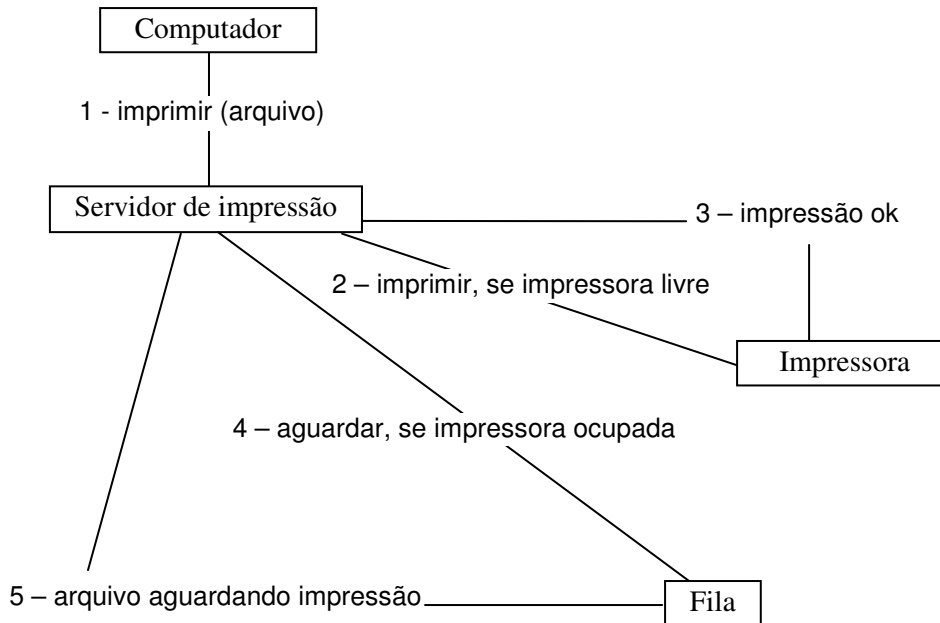 Computador
1 - imprimir (arquivo)
Servidor de impressão
3 – impressão ok
2 – imprimir, se impressora livre
Impressora
4 – aguardar, se impressora ocupada
5 – arquivo aguardando impressão
Fila